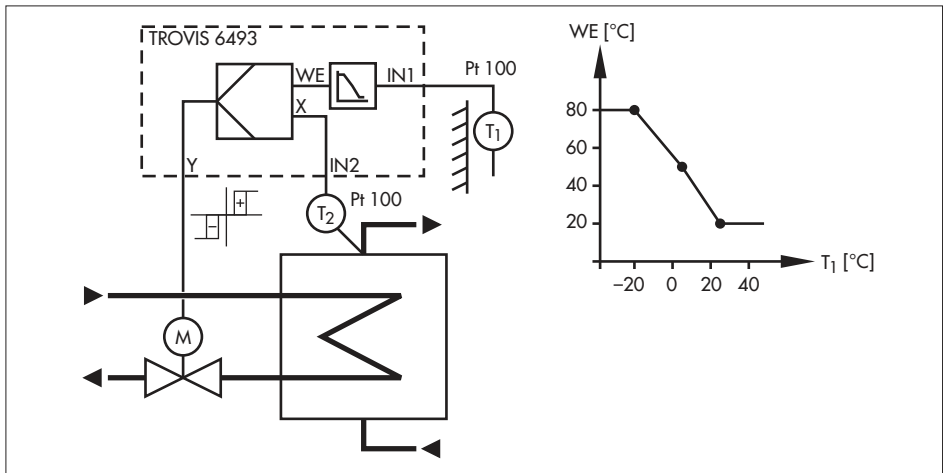 TROVIS 6493
WE
IN1
X
Pt 100
T1
Y
IN2
T2
Pt 100
+
−
M
WE [°C]
80
60
40
20
−20 0 20 40
T1 [°C]